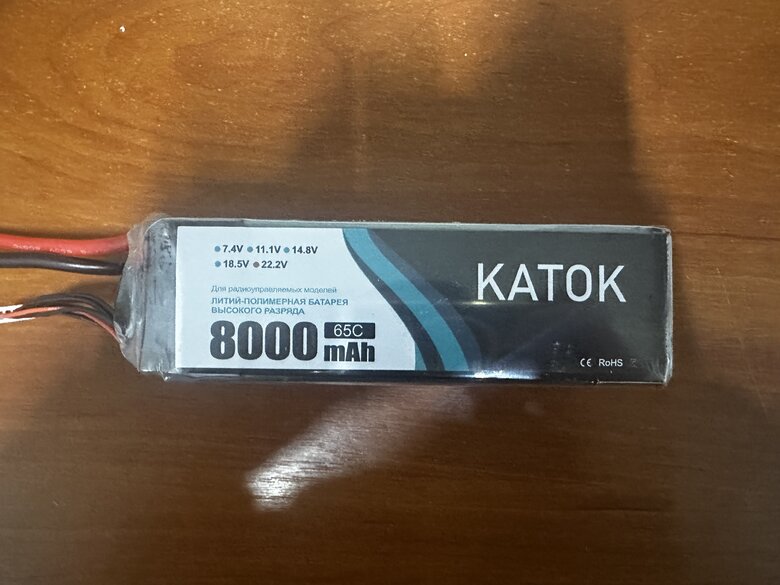 7.4V 11.1V 14.8V
18.5V 22.2V
Для радиоуправляемых моделей
ЛИТИЙ-ПОЛИМЕРНАЯ БАТАРЕЯ
ВЫСОКОГО РАЗРЯДА
65C
8000 mAh
KATOK
CE RoHS